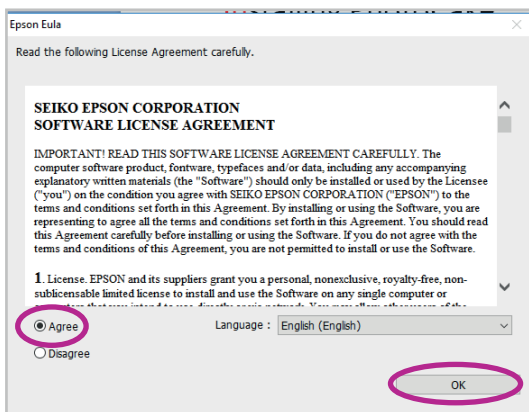 Epson Eula
Read the following License Agreement carefully.
SEIKO EPSON CORPORATION
SOFTWARE LICENSE AGREEMENT
IMPORTANT! READ THIS SOFTWARE LICENSE AGREEMENT CAREFULLY. The
computer software product, fontware, typefaces and/or data, including any accompanying
explanatory written materials (the "Software") should only be installed or used by the Licensee
("you") on the condition you agree with SEIKO EPSON CORPORATION ("EPSON") to the
terms and conditions set forth in this Agreement. By installing or using the Software, you are
representing to agree all the terms and conditions set forth in this Agreement. You should read
this Agreement carefully before installing or using the Software. If you do not agree with the
terms and conditions of this Agreement, you are not permitted to install or use the Software.
1. License. EPSON and its suppliers grant you a personal, nonexclusive, royalty-free, non-
sublicensable limited license to install and use the Software on any single computer or
Agree
Language : English (English)
Disagree
OK